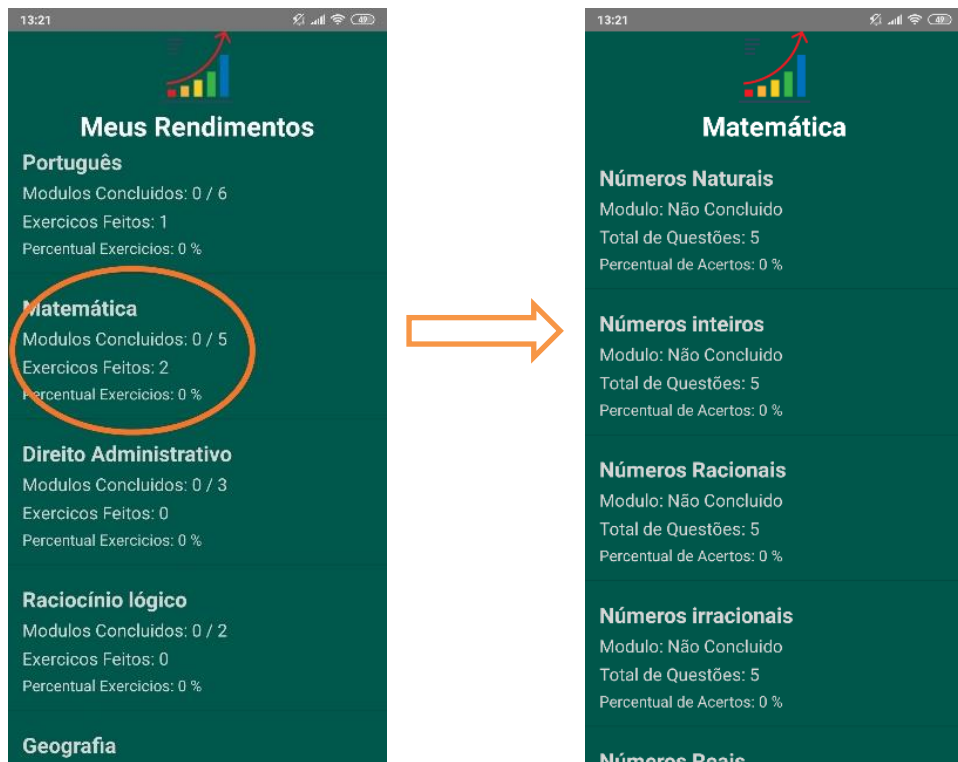 13:21
49
Meus Rendimentos
Português
Modulos Concluidos: 0 / 6
Exercicos Feitos: 1
Percentual Exercicios: 0 %
Matemática
Modulos Concluidos: 0 / 5
Exercicos Feitos: 2
Percentual Exercicios: 0 %
Direito Administrativo
Modulos Concluidos: 0 / 3
Exercicos Feitos: 0
Percentual Exercicios: 0 %
Raciocínio lógico
Modulos Concluidos: 0 / 2
Exercicos Feitos: 0
Percentual Exercicios: 0 %
Geografia
13:21
49
Matemática
Números Naturais
Modulo: Não Concluido
Total de Questões: 5
Percentual de Acertos: 0 %
Números inteiros
Modulo: Não Concluido
Total de Questões: 5
Percentual de Acertos: 0 %
Números Racionais
Modulo: Não Concluido
Total de Questões: 5
Percentual de Acertos: 0 %
Números irracionais
Modulo: Não Concluido
Total de Questões: 5
Percentual de Acertos: 0 %
Números Reais